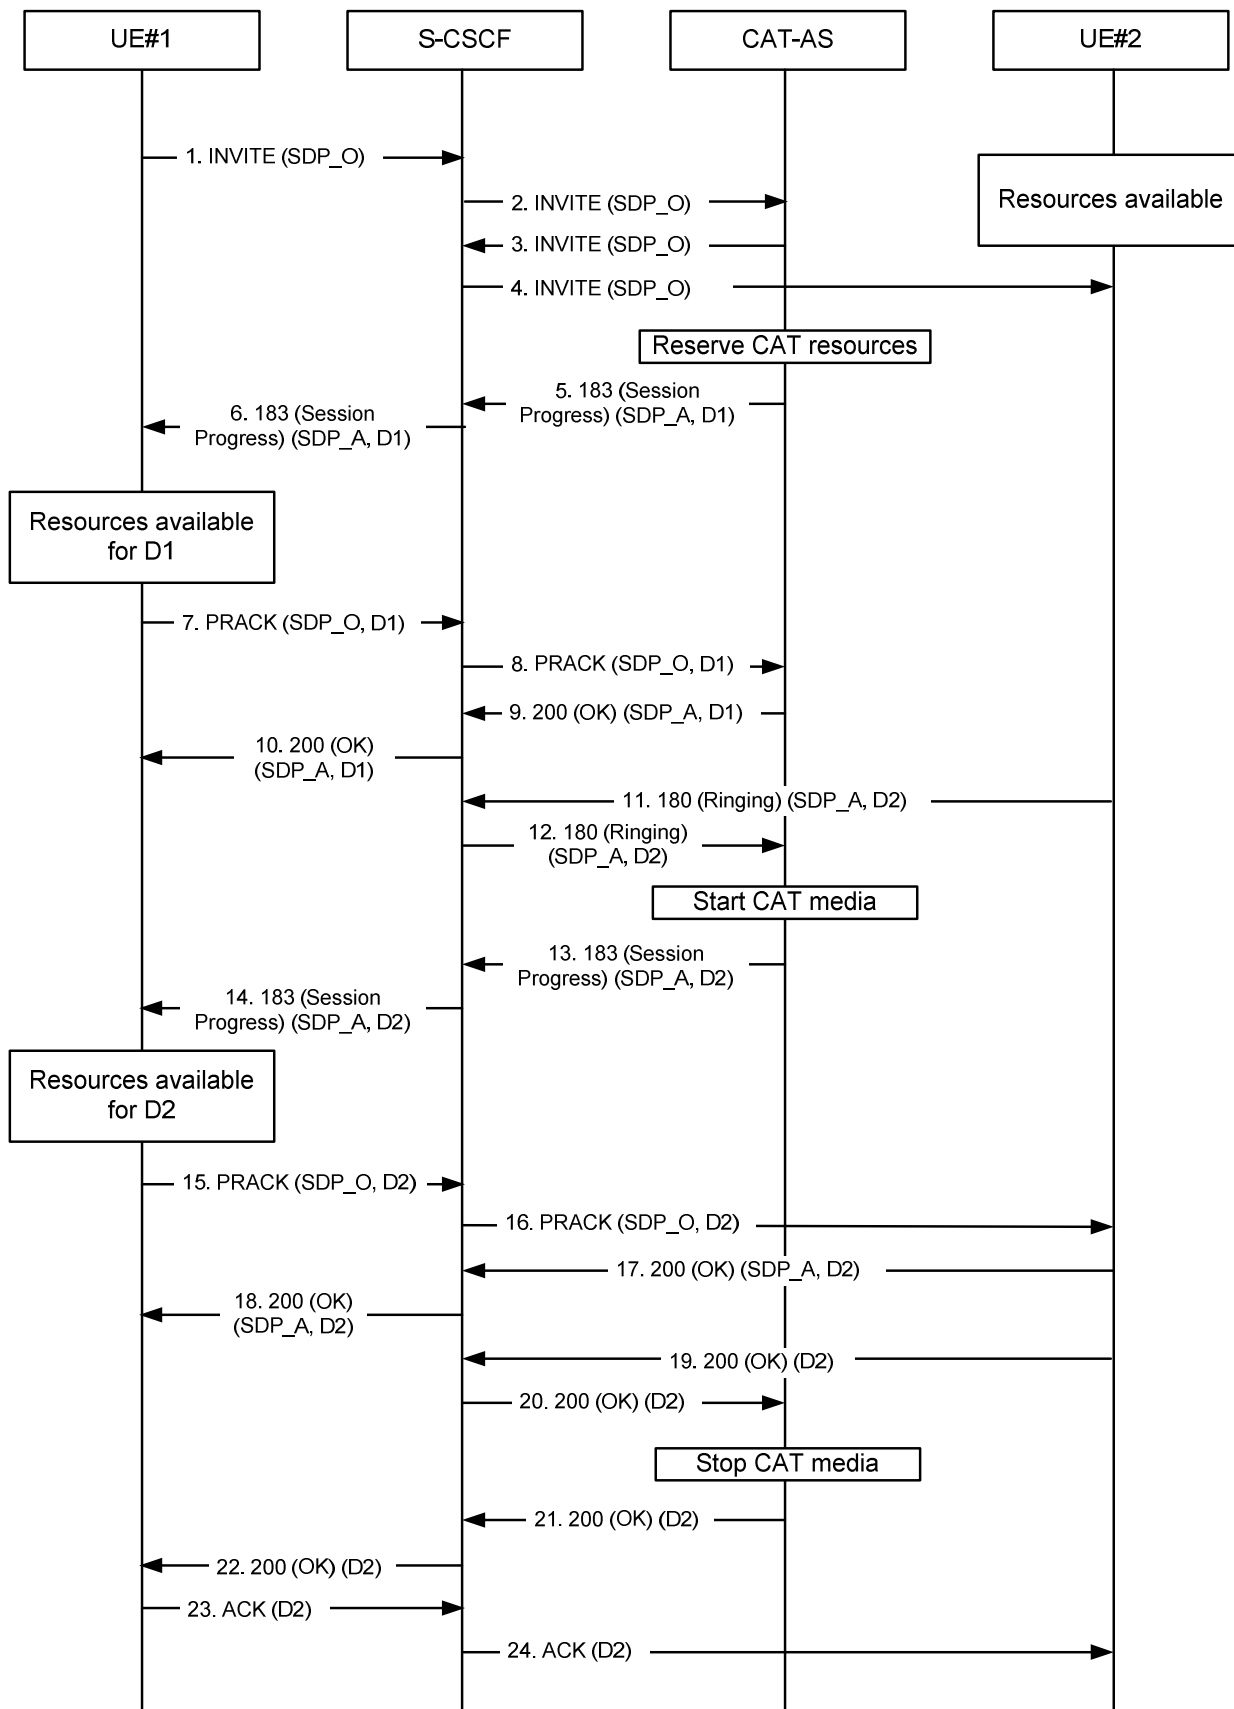 UE#1
S-CSCF
CAT-AS
UE#2
1. INVITE (SDP_O)
Resources available
2. INVITE (SDP_O)
3. INVITE (SDP_O)
4. INVITE (SDP_O)
Reserve CAT resources
5. 183 (Session
Progress) (SDP_A, D1)
6. 183 (Session
Progress) (SDP_A, D1)
Resources available
for D1
7. PRACK (SDP_O, D1)
8. PRACK (SDP_O, D1)
9. 200 (OK) (SDP_A, D1)
10. 200 (OK)
(SDP_A, D1)
11. 180 (Ringing) (SDP_A, D2)
12. 180 (Ringing)
(SDP_A, D2)
Start CAT media
13. 183 (Session
Progress) (SDP_A, D2)
14. 183 (Session
Progress) (SDP_A, D2)
Resources available
for D2
15. PRACK (SDP_O, D2)
16. PRACK (SDP_O, D2)
17. 200 (OK) (SDP_A, D2)
18. 200 (OK)
(SDP_A, D2)
19. 200 (OK) (D2)
20. 200 (OK) (D2)
Stop CAT media
21. 200 (OK) (D2)
22. 200 (OK) (D2)
23. ACK (D2)
24. ACK (D2)